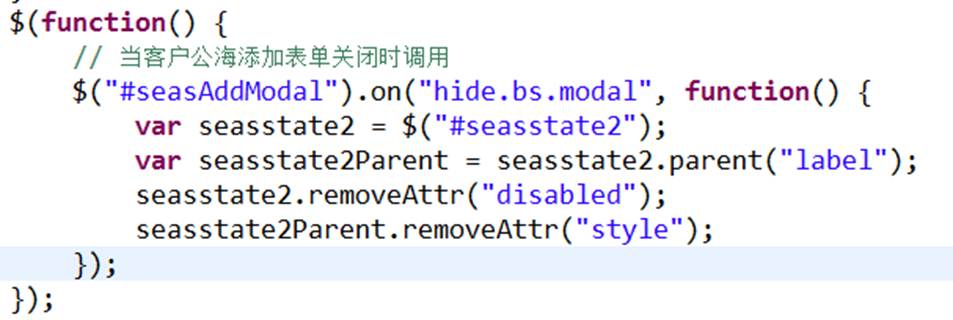 $(function() {
    // 当客户公海添加表单关闭时调用
    $("#seasAddModal").on("hide.bs.modal", function() {
        var seasstate2 = $("#seasstate2");
        var seasstate2Parent = seasstate2.parent("label");
        seasstate2.removeAttr("disabled");
        seasstate2Parent.removeAttr("style");
    });
});